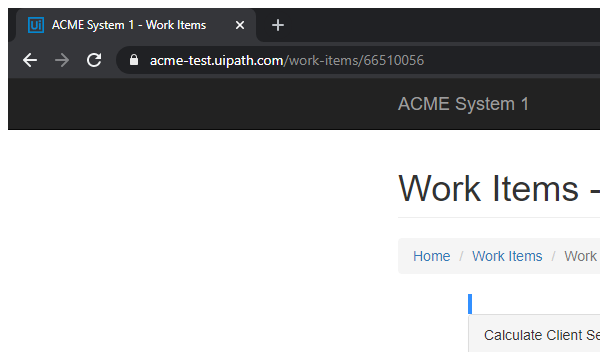 Ui ACME System 1 - Work Items
acme-test.uipath.com/work-items/66510056
ACME System 1
Work Items -
Home / Work Items / Work
Calculate Client Se